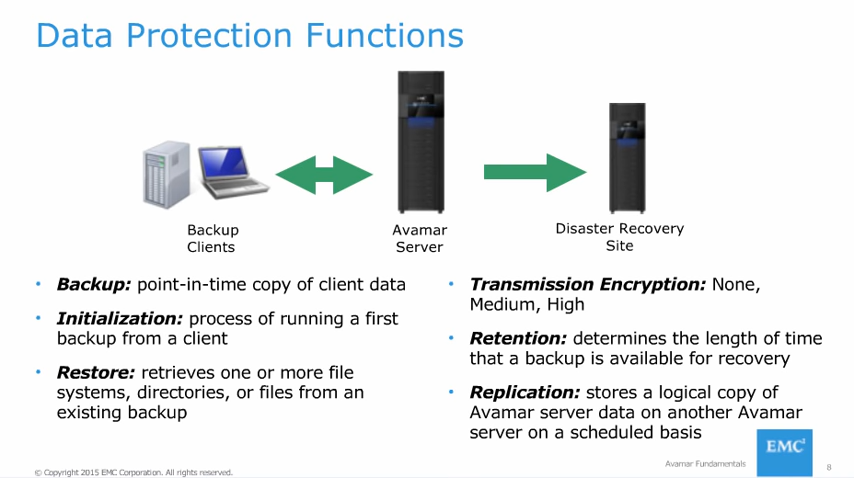 Data Protection Functions
Backup
Clients
Avamar
Server
Disaster Recovery
Site
• Backup: point-in-time copy of client data
• Initialization: process of running a first
backup from a client
• Restore: retrieves one or more file
systems, directories, or files from an
existing backup
• Transmission Encryption: None,
Medium, High
• Retention: determines the length of time
that a backup is available for recovery
• Replication: stores a logical copy of
Avamar server data on another Avamar
server on a scheduled basis
EMC²
© Copyright 2015 EMC Corporation. All rights reserved.
Avamar Fundamentals
8